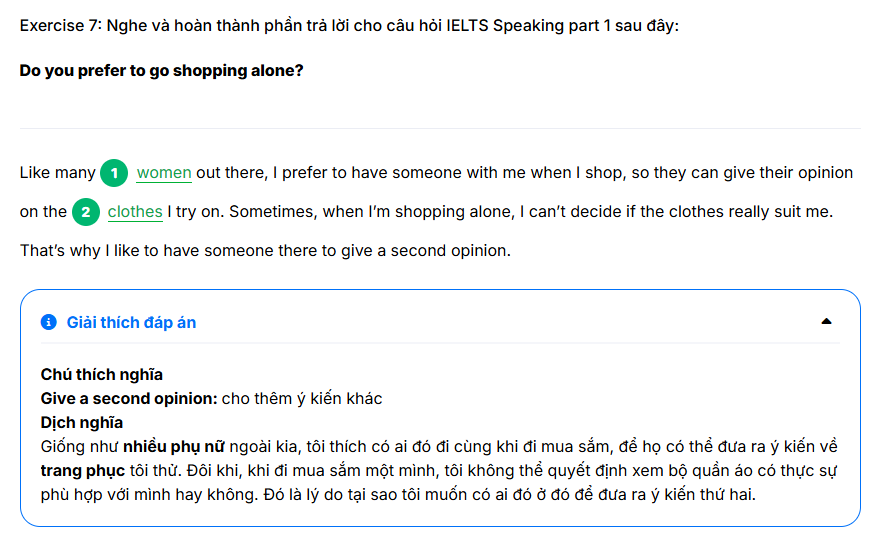 Exercise 7: Nghe và hoàn thành phần trả lời cho câu hỏi IELTS Speaking part 1 sau đây:
Do you prefer to go shopping alone?
Like many 1 women out there, I prefer to have someone with me when I shop, so they can give their opinion
on the 2 clothes I try on. Sometimes, when I’m shopping alone, I can’t decide if the clothes really suit me.
That’s why I like to have someone there to give a second opinion.
Giải thích đáp án
Chú thích nghĩa
Give a second opinion: cho thêm ý kiến khác
Dịch nghĩa
Giống như nhiều phụ nữ ngoài kia, tôi thích có ai đó đi cùng khi đi mua sắm, để họ có thể đưa ra ý kiến về
trang phục tôi thử. Đôi khi, khi đi mua sắm một mình, tôi không thể quyết định xem bộ quần áo có thực sự
phù hợp với mình hay không. Đó là lý do tại sao tôi muốn có ai đó ở đó để đưa ra ý kiến thứ hai.